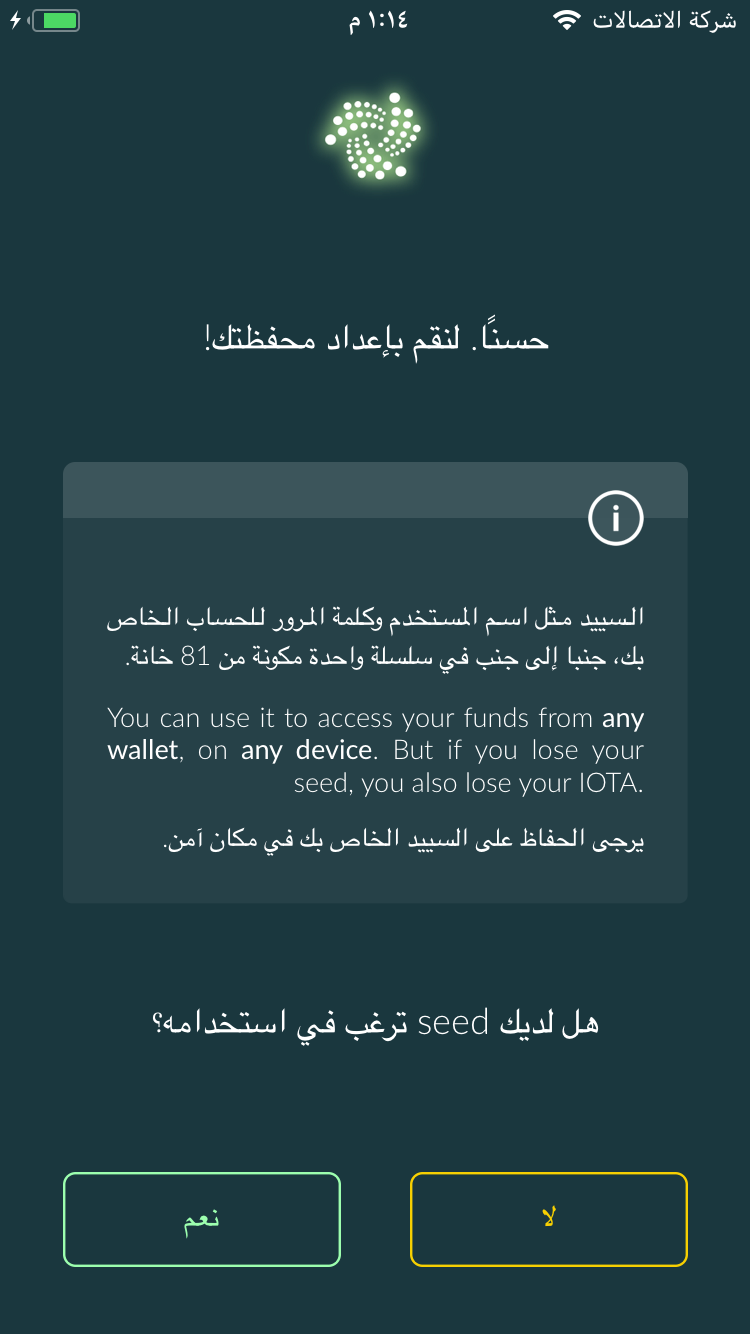 شركة الاتصالات
١:١٤ م
حسنًا. لنقم بإعداد محفظتك!
i
السييد مثل اسم المستخدم وكلمة المرور للحساب الخاص
بك، جنبا إلى جنب في سلسلة واحدة مكونة من 81 خانة.
You can use it to access your funds from any
wallet, on any device. But if you lose your
seed, you also lose your IOTA.
يرجى الحفاظ على السييد الخاص بك في مكان آمن.
هل لديك seed ترغب في استخدامه؟
لا
نعم